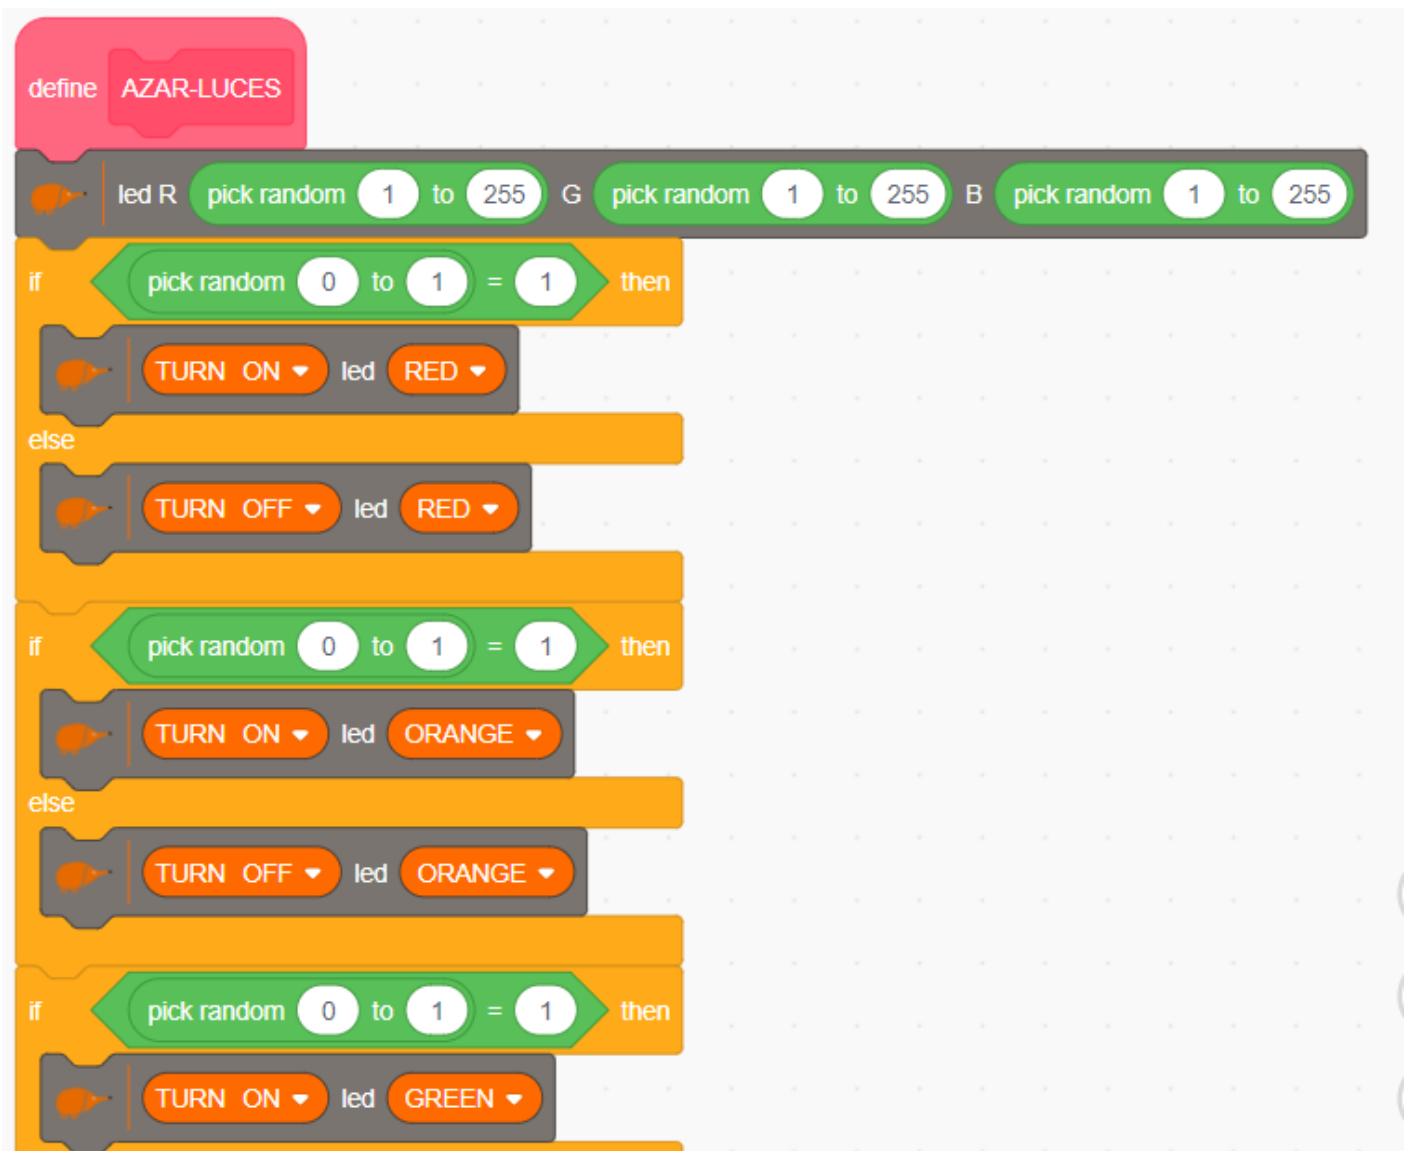 define AZAR-LUCES
led R pick random 1 to 255 G pick random 1 to 255 B pick random 1 to 255
if pick random 0 to 1 = 1 then
TURN ON led RED
else
TURN OFF led RED
if pick random 0 to 1 = 1 then
TURN ON led ORANGE
else
TURN OFF led ORANGE
if pick random 0 to 1 = 1 then
TURN ON led GREEN